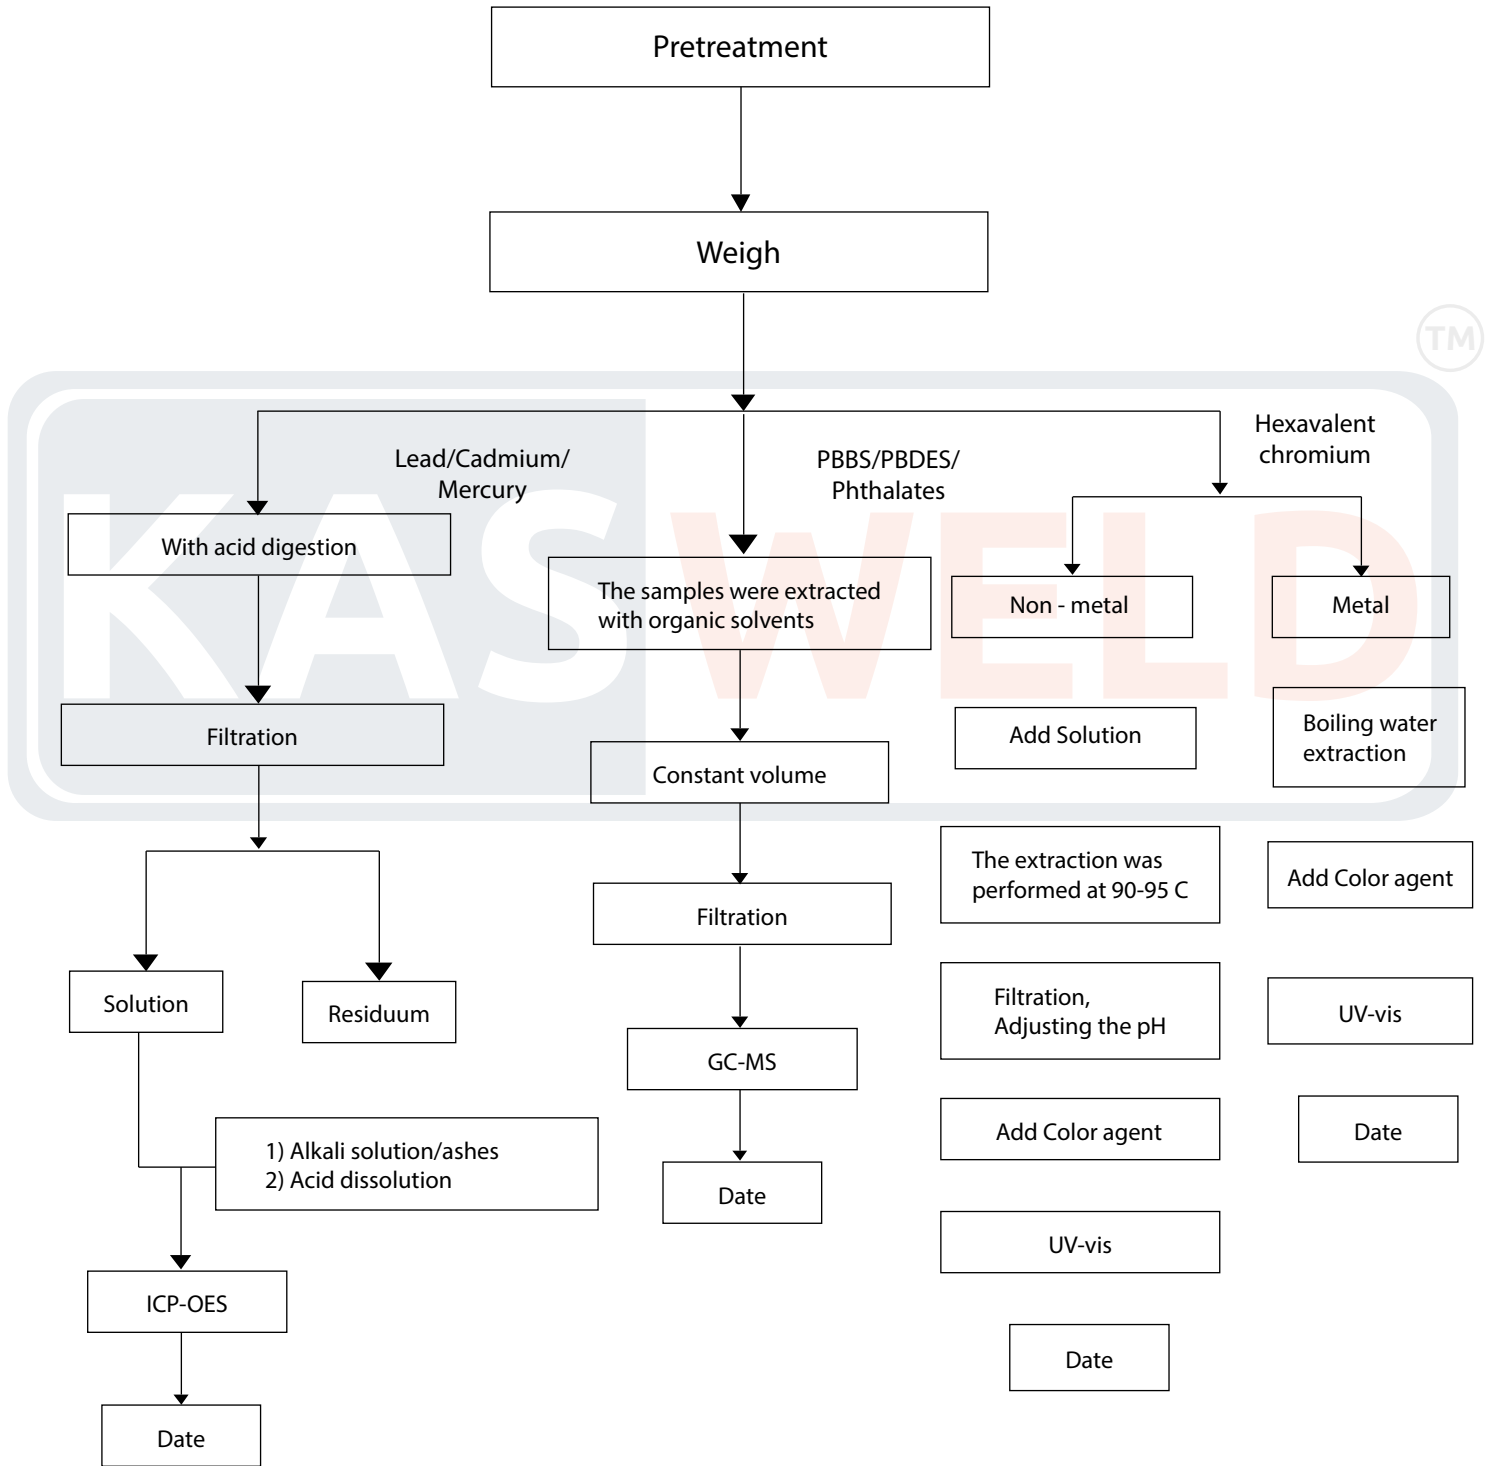 Pretreatment
Weigh
TM
Lead/Cadmium/
Mercury
PBBS/PBDES/
Phthalates
Hexavalent
chromium
KASWELD
With acid digestion
Filtration
Solution
Residuum
1) Alkali solution/ashes
2) Acid dissolution
ICP-OES
Date
The samples were extracted
with organic solvents
Constant volume
Filtration
GC-MS
Date
Non - metal
Add Solution
The extraction was
performed at 90-95 C
Filtration,
Adjusting the pH
Add Color agent
UV-vis
Date
Metal
Boiling water
extraction
Add Color agent
UV-vis
Date